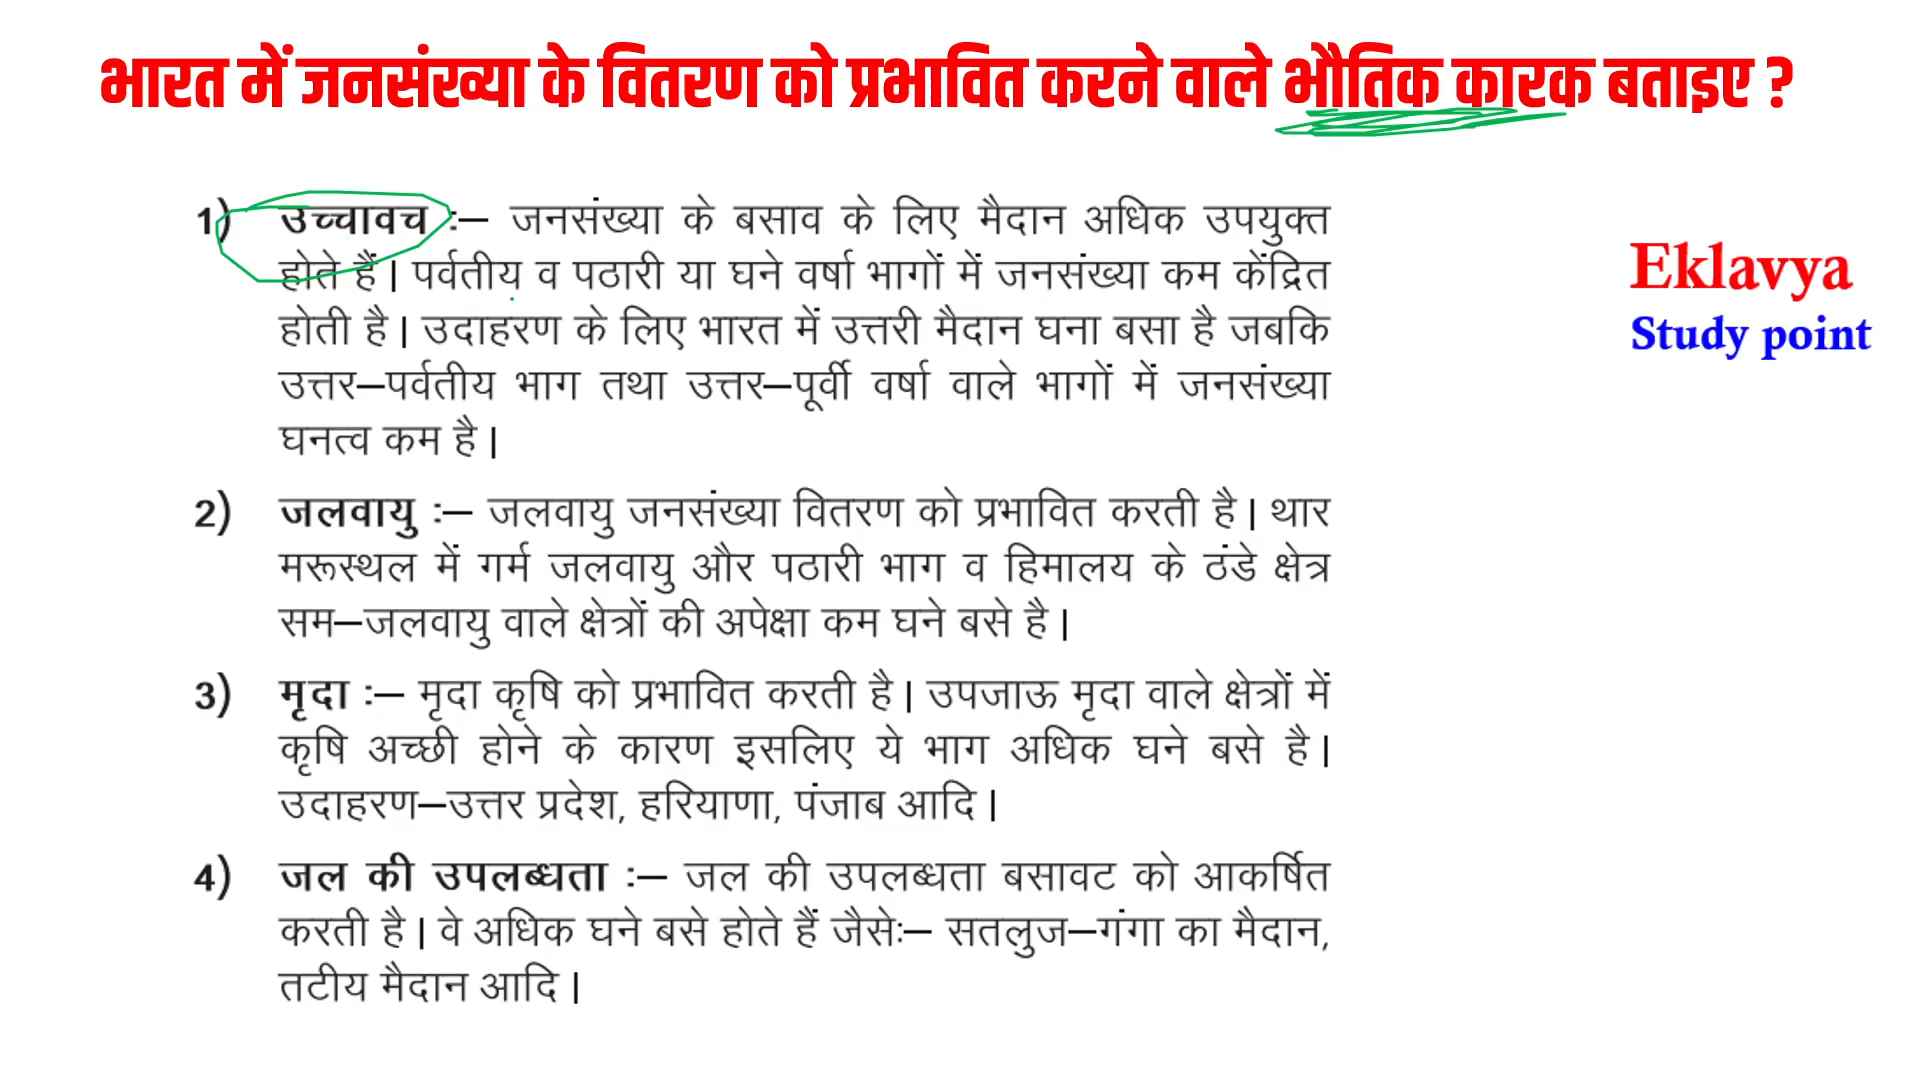 भारत में जनसंख्या के वितरण को प्रभावित करने वाले भौतिक कारक बताइए ?
1) उच्चावच :– जनसंख्या के बसाव के लिए मैदान अधिक उपयुक्त
होते हैं। पर्वतीय व पठारी या घने वर्षा भागों में जनसंख्या कम केंद्रित
होती है। उदाहरण के लिए भारत में उत्तरी मैदान घना बसा है जबकि
उत्तर–पर्वतीय भाग तथा उत्तर–पूर्वी वर्षा वाले भागों में जनसंख्या
घनत्व कम है।
2) जलवायु :– जलवायु जनसंख्या वितरण को प्रभावित करती है। थार
मरूस्थल में गर्म जलवायु और पठारी भाग व हिमालय के ठंडे क्षेत्र
सम–जलवायु वाले क्षेत्रों की अपेक्षा कम घने बसे है।
3) मृदा :– मृदा कृषि को प्रभावित करती है। उपजाऊ मृदा वाले क्षेत्रों में
कृषि अच्छी होने के कारण इसलिए ये भाग अधिक घने बसे है।
उदाहरण–उत्तर प्रदेश, हरियाणा, पंजाब आदि।
4) जल की उपलब्धता :– जल की उपलब्धता बसावट को आकर्षित
करती है। वे अधिक घने बसे होते हैं जैसेः– सतलुज–गंगा का मैदान,
तटीय मैदान आदि।
Eklavya
Study point